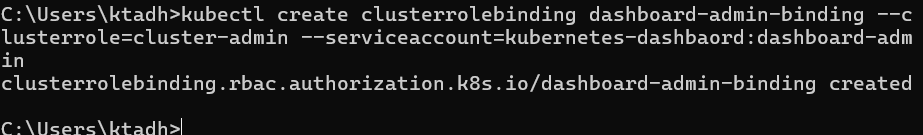 C:\Users\ktadh>kubectl create clusterrolebinding dashboard-admin-binding --c
lusterrole=cluster-admin --serviceaccount=kubernetes-dashbaord:dashboard-adm
in
clusterrolebinding.rbac.authorization.k8s.io/dashboard-admin-binding created
C:\Users\ktadh>